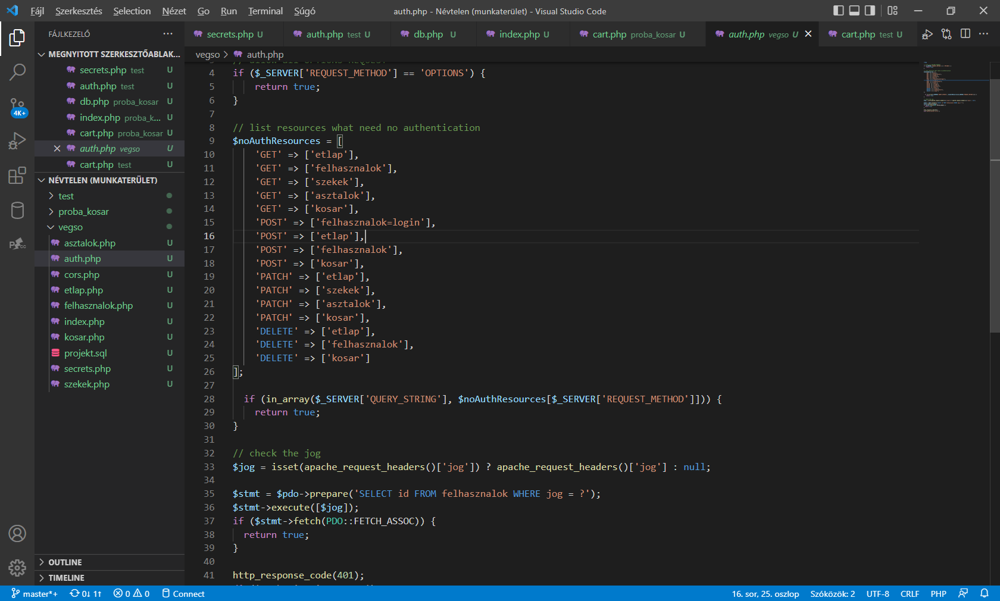 Fájl Szerkesztés Selection Nézet Go Run Terminal Súgó
auth.php - Névtelen (munkaterület) - Visual Studio Code
FÁJLKEZELŐ
secrets.php U
auth.php test U
db.php U
index.php U
cart.php proba_kosar U
auth.php vegso U
cart.php test U
MEGNYITOTT SZERKESZTŐABLAK...
secrets.php test U
auth.php test U
db.php proba_kosar U
index.php proba_k... U
cart.php proba_kosar U
auth.php vegso U
cart.php test U
NÉVTELEN (MUNKATERÜLET)
test
proba_kosar
vegso
asztalok.php U
auth.php U
cors.php U
etlap.php U
felhasznalok.php U
index.php U
kosar.php U
projekt.sql U
secrets.php U
szekek.php U
OUTLINE
TIMELINE
4K+
vegso > auth.php
3 // allow all OPTIONS REQUEST
4 if ($_SERVER['REQUEST_METHOD'] == 'OPTIONS') {
5 return true;
6 }
7
8 // list resources what need no authentication
9 $noAuthResources = [
10 'GET' => ['etlap'],
11 'GET' => ['felhasznalok'],
12 'GET' => ['szekek'],
13 'GET' => ['asztalok'],
14 'GET' => ['kosar'],
15 'POST' => ['felhasznalok=login'],
16 'POST' => ['etlap'],
17 'POST' => ['felhasznalok'],
18 'POST' => ['kosar'],
19 'PATCH' => ['etlap'],
20 'PATCH' => ['szekek'],
21 'PATCH' => ['asztalok'],
22 'PATCH' => ['kosar'],
23 'DELETE' => ['etlap'],
24 'DELETE' => ['felhasznalok'],
25 'DELETE' => ['kosar']
26 ];
27
28 if (in_array($_SERVER['QUERY_STRING'], $noAuthResources[$_SERVER['REQUEST_METHOD']])) {
29 return true;
30 }
31
32 // check the jog
33 $jog = isset(apache_request_headers()['jog']) ? apache_request_headers()['jog'] : null;
34
35 $stmt = $pdo->prepare('SELECT id FROM felhasznalok WHERE jog = ?');
36 $stmt->execute([$jog]);
37 if ($stmt->fetch(PDO::FETCH_ASSOC)) {
38 return true;
39 }
40
41 http_response_code(401);
master*+ 0↓ 1↑ 0 0 Connect
16. sor, 25. oszlop Szóközök: 2 UTF-8 CRLF PHP